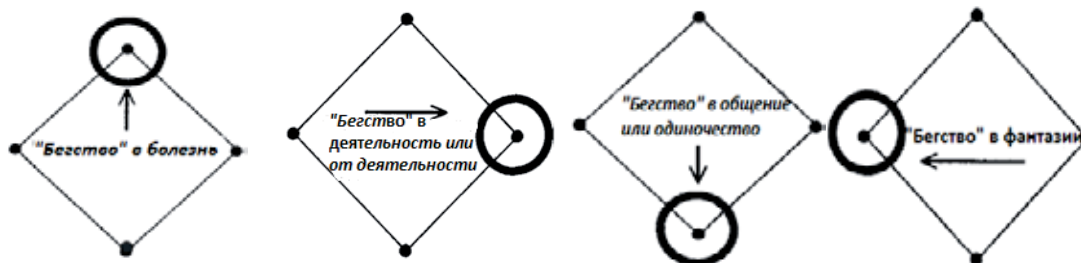 "Бегство" в болезнь
"Бегство" в
деятельность или
от деятельности
"Бегство" в общение
или одиночество
"Бегство" в фантазии